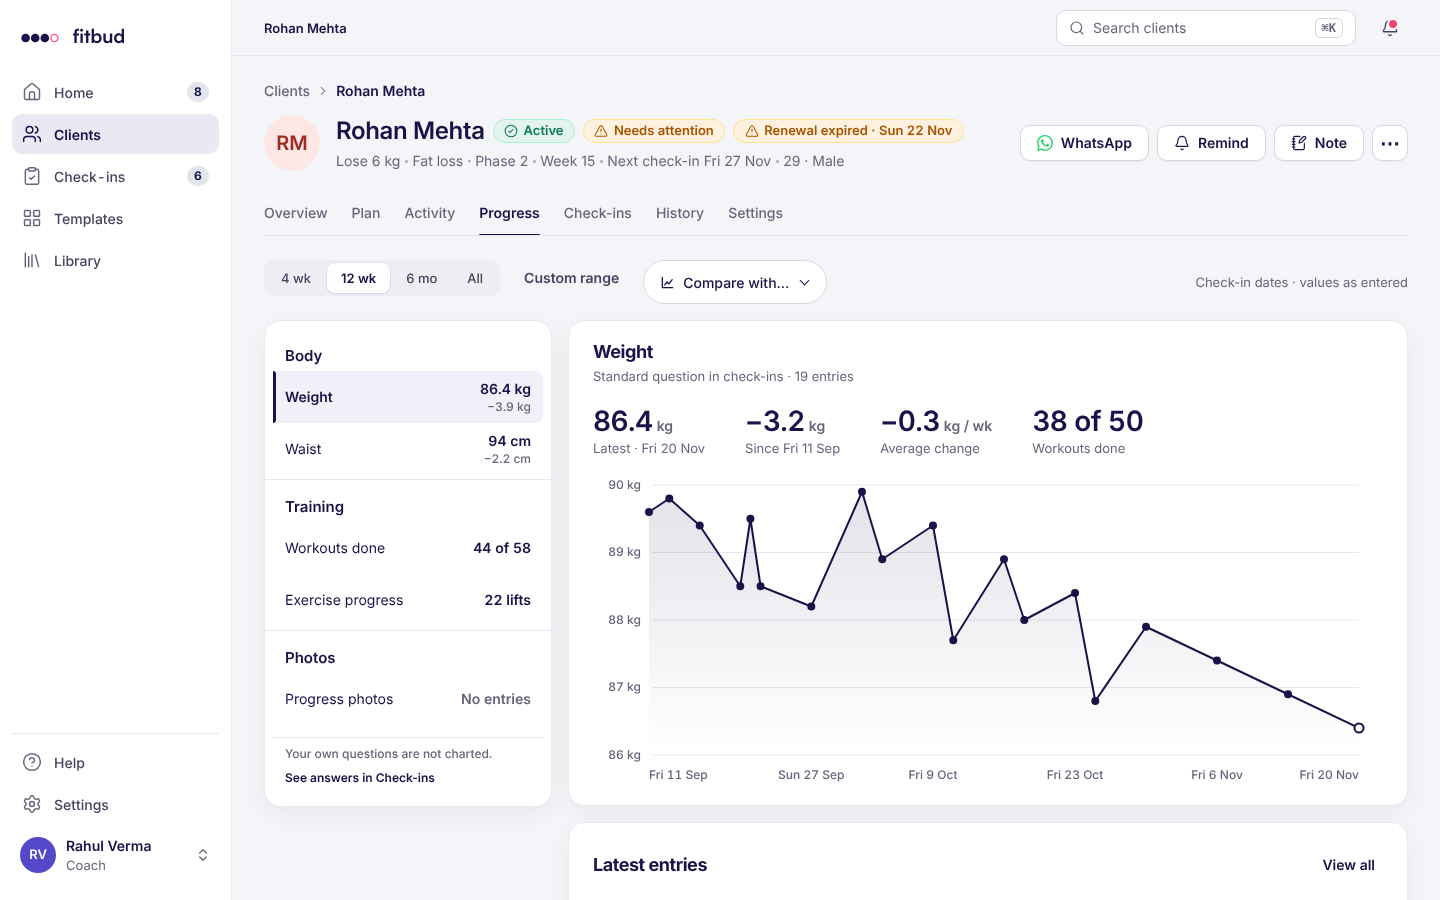 fitbud
Home 8
Clients
Check-ins 6
Templates
Library
Help
Settings
RV
Rahul Verma
Coach
Rohan Mehta
Search clients ⌘K
Clients > Rohan Mehta
RM
Rohan Mehta Active Needs attention Renewal expired · Sun 22 Nov
Lose 6 kg · Fat loss · Phase 2 · Week 15 · Next check-in Fri 27 Nov · 29 · Male
WhatsApp Remind Note ...
Overview Plan Activity Progress Check-ins History Settings
4 wk 12 wk 6 mo All Custom range Compare with... Check-in dates · values as entered
Body
Weight 86.4 kg
−3.9 kg
Waist 94 cm
−2.2 cm
Training
Workouts done 44 of 58
Exercise progress 22 lifts
Photos
Progress photos No entries
Your own questions are not charted.
See answers in Check-ins
Weight
Standard question in check-ins · 19 entries
86.4 kg −3.2 kg −0.3 kg / wk 38 of 50
Latest · Fri 20 Nov Since Fri 11 Sep Average change Workouts done
90 kg
89 kg
88 kg
87 kg
86 kg
Fri 11 Sep Sun 27 Sep Fri 9 Oct Fri 23 Oct Fri 6 Nov Fri 20 Nov
Latest entries View all